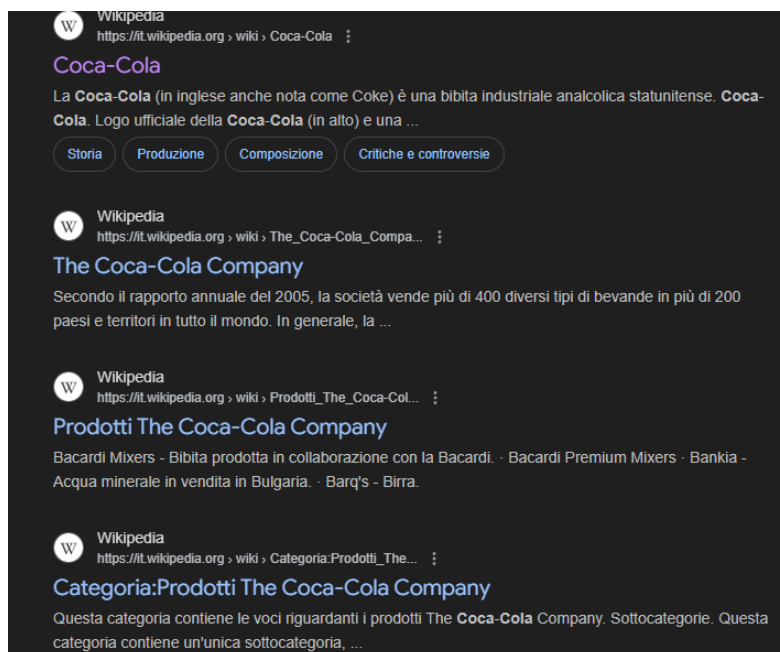 Wikipedia
https://it.wikipedia.org › wiki › Coca-Cola
Coca-Cola
La Coca-Cola (in inglese anche nota come Coke) è una bibita industriale analcolica statunitense. Coca-
Cola. Logo ufficiale della Coca-Cola (in alto) e una ...
Storia Produzione Composizione Critiche e controversie
W Wikipedia
https://it.wikipedia.org › wiki › The_Coca-Cola_Compa...
The Coca-Cola Company
Secondo il rapporto annuale del 2005, la società vende più di 400 diversi tipi di bevande in più di 200
paesi e territori in tutto il mondo. In generale, la ...
W Wikipedia
https://it.wikipedia.org › wiki › Prodotti_The_Coca-Col...
Prodotti The Coca-Cola Company
Bacardi Mixers - Bibita prodotta in collaborazione con la Bacardi. · Bacardi Premium Mixers · Bankia -
Acqua minerale in vendita in Bulgaria. · Barq's - Birra.
W Wikipedia
https://it.wikipedia.org › wiki › Categoria:Prodotti_The...
Categoria:Prodotti The Coca-Cola Company
Questa categoria contiene le voci riguardanti i prodotti The Coca-Cola Company. Sottocategorie. Questa
categoria contiene un'unica sottocategoria, ...